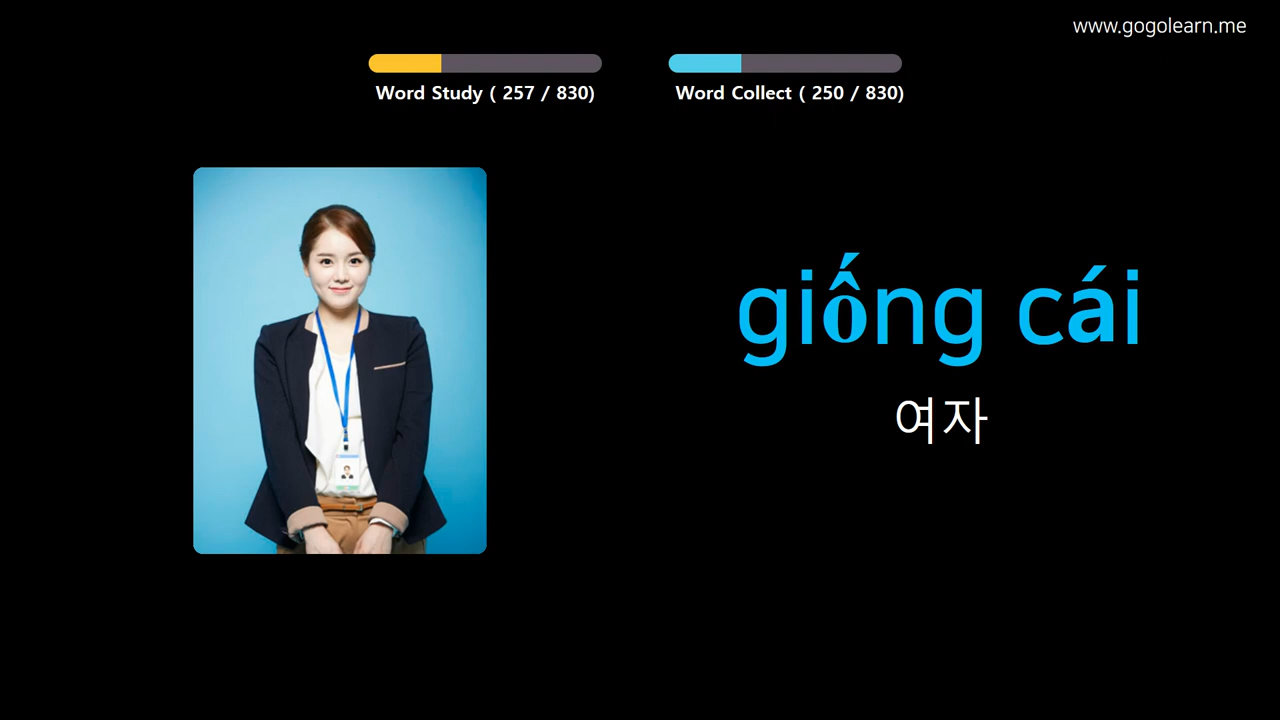 www.gogolearn.me
Word Study ( 257 / 830)
Word Collect ( 250 / 830)
giống cái
여자